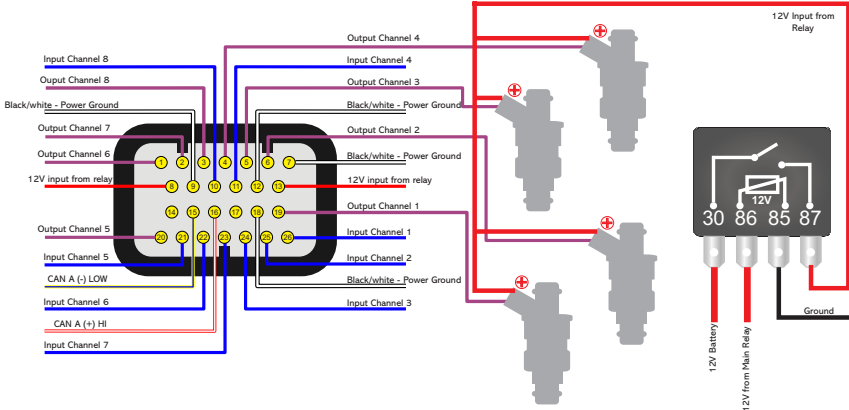 12V Input from
Relay
Output Channel 4
Input Channel 8
Input Channel 4
Ouput Channel 8
Output Channel 3
Black/white - Power Ground
Black/white - Power Ground
Output Channel 7
Output Channel 2
Output Channel 6
Black/white - Power Ground
1 2 3 4 5 6 7
12V input from relay
12V input from relay
8 9 10 11 12 13
Output Channel 1
14 15 16 17 18 19
Output Channel 5
Input Channel 1
20 21 22 23 24 25 26
Input Channel 5
Input Channel 2
CAN A (-) LOW
Black/white - Power Ground
Input Channel 6
Input Channel 3
CAN A (+) HI
Input Channel 7
12V
30 86 85 87
Ground
12V Battery
12V from Main Relay